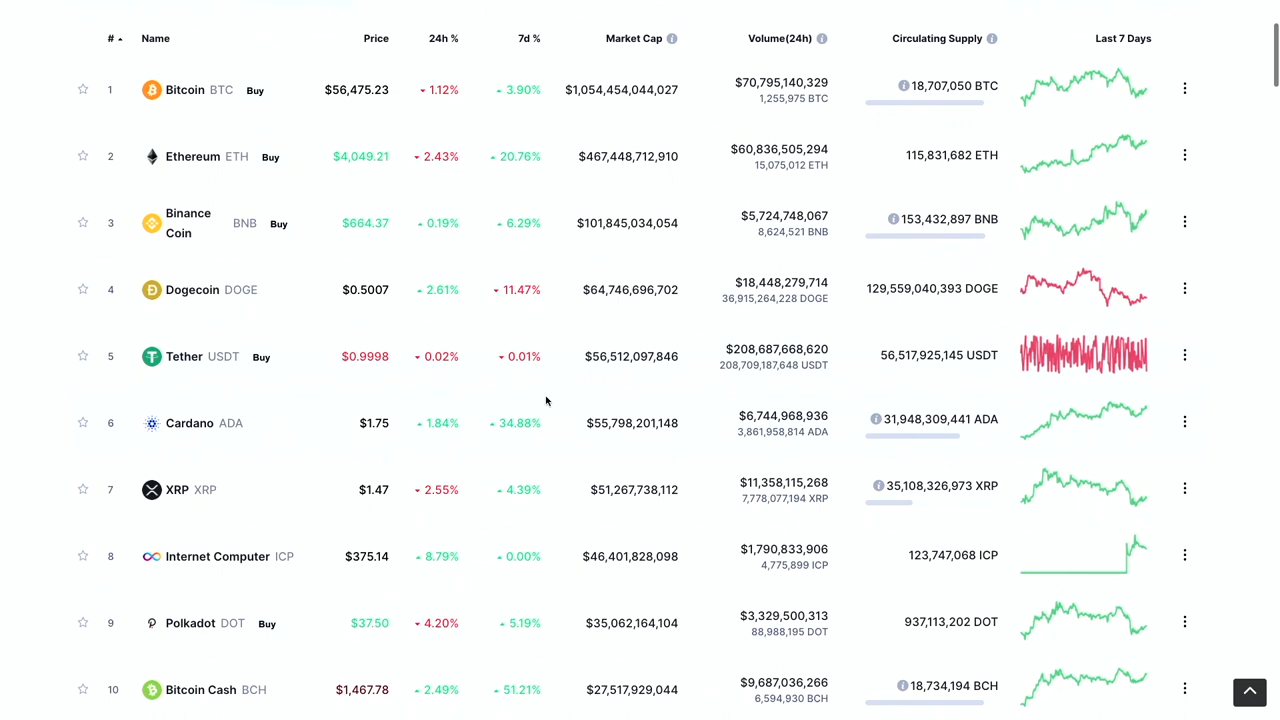 # Name Price 24h % 7d % Market Cap Volume(24h) Circulating Supply Last 7 Days
1 Bitcoin BTC Buy $56,475.23 1.12% 3.90% $1,054,454,044,027 $70,795,140,329 18,707,050 BTC
1,255,975 BTC
2 Ethereum ETH Buy $4,049.21 2.43% 20.76% $467,448,712,910 $60,836,505,294 115,831,682 ETH
15,075,012 ETH
3 Binance Coin BNB Buy $664.37 0.19% 6.29% $101,845,034,054 $5,724,748,067 153,432,897 BNB
8,624,521 BNB
4 Dogecoin DOGE $0.5007 2.61% 11.47% $64,746,696,702 $18,448,279,714 129,559,040,393 DOGE
36,915,264,228 DOGE
5 Tether USDT Buy $0.9998 0.02% 0.01% $56,512,097,846 $208,687,668,620 56,517,925,145 USDT
208,709,187,648 USDT
6 Cardano ADA $1.75 1.84% 34.88% $55,798,201,148 $6,744,968,936 31,948,309,441 ADA
3,861,958,814 ADA
7 XRP XRP $1.47 2.55% 4.39% $51,267,738,112 $11,358,115,268 35,108,326,973 XRP
7,778,077,194 XRP
8 Internet Computer ICP $375.14 8.79% 0.00% $46,401,828,098 $1,790,833,906 123,747,068 ICP
4,775,899 ICP
9 Polkadot DOT Buy $37.50 4.20% 5.19% $35,062,164,104 $3,329,500,313 937,113,202 DOT
88,988,195 DOT
10 Bitcoin Cash BCH $1,467.78 2.49% 51.21% $27,517,929,044 $9,687,036,266 18,734,194 BCH
6,594,930 BCH